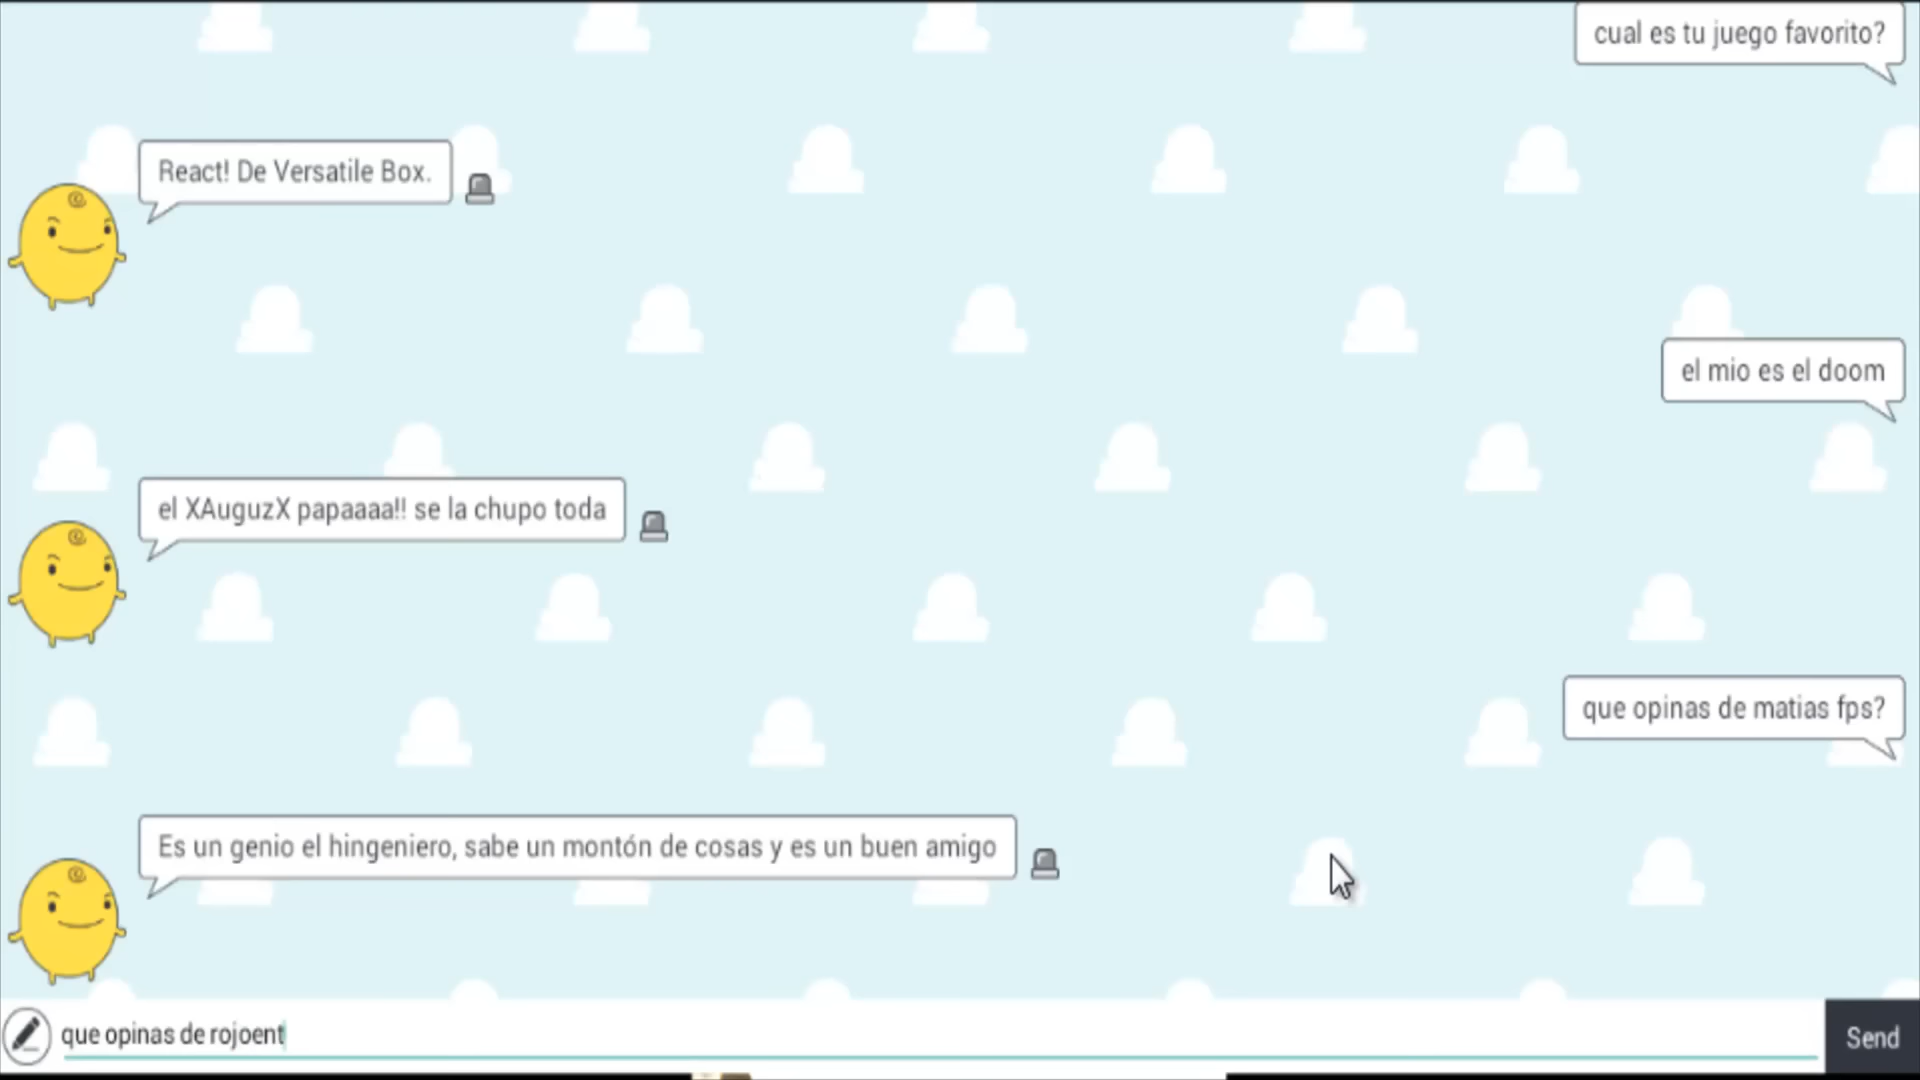 cual es tu juego favorito?
React! De Versatile Box.
el mio es el doom
el XAuguzX papaaaa!! se la chupo toda
que opinas de matias fps?
Es un genio el hingeniero, sabe un montón de cosas y es un buen amigo
que opinas de rojoent
Send